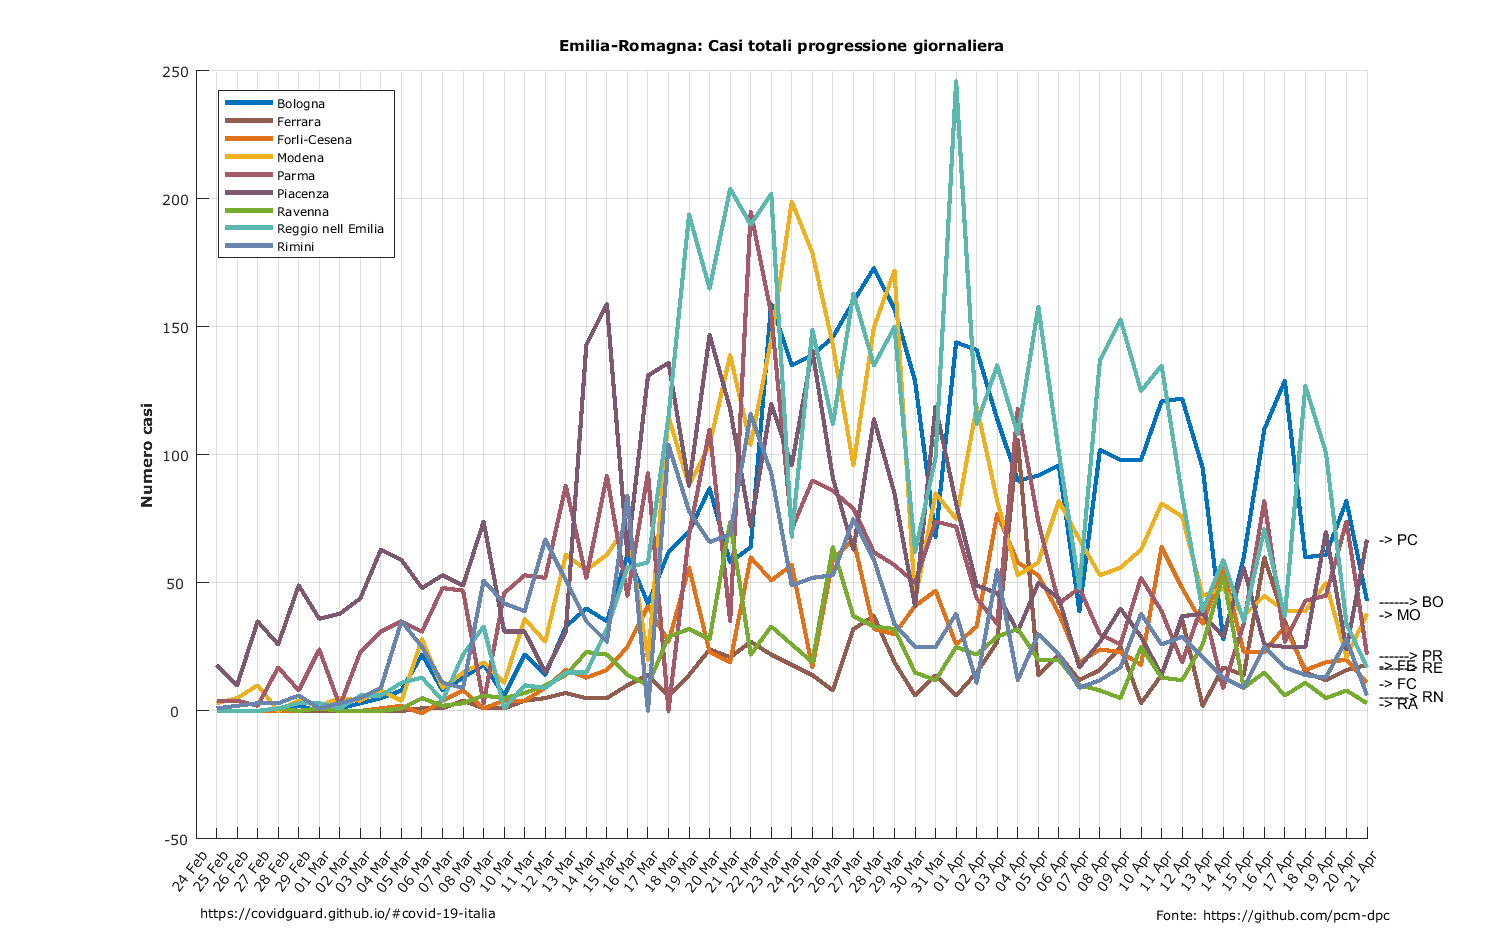 Emilia-Romagna: Casi totali progressione giornaliera
250
200
150
100
50
0
-50
Numero casi
Bologna
Ferrara
Forlì-Cesena
Modena
Parma
Piacenza
Ravenna
Reggio nell Emilia
Rimini
-> PC
------> BO
-> MO
------> PR
-> FE
------> RE
-> FC
------> RN
-> RA
24 Feb
25 Feb
26 Feb
27 Feb
28 Feb
29 Feb
01 Mar
02 Mar
03 Mar
04 Mar
05 Mar
06 Mar
07 Mar
08 Mar
09 Mar
10 Mar
11 Mar
12 Mar
13 Mar
14 Mar
15 Mar
16 Mar
17 Mar
18 Mar
19 Mar
20 Mar
21 Mar
22 Mar
23 Mar
24 Mar
25 Mar
26 Mar
27 Mar
28 Mar
29 Mar
30 Mar
31 Mar
01 Apr
02 Apr
03 Apr
04 Apr
05 Apr
06 Apr
07 Apr
08 Apr
09 Apr
10 Apr
11 Apr
12 Apr
13 Apr
14 Apr
15 Apr
16 Apr
17 Apr
18 Apr
19 Apr
20 Apr
21 Apr
https://covidguard.github.io/#covid-19-italia
Fonte: https://github.com/pcm-dpc